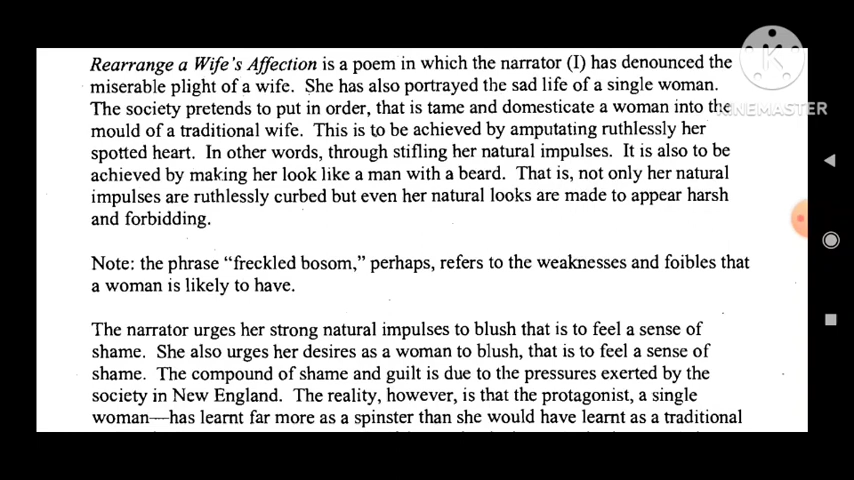 Rearrange a Wife's Affection is a poem in which the narrator (I) has denounced the
miserable plight of a wife. She has also portrayed the sad life of a single woman.
The society pretends to put in order, that is tame and domesticate a woman into the
mould of a traditional wife. This is to be achieved by amputating ruthlessly her
spotted heart. In other words, through stifling her natural impulses. It is also to be
achieved by making her look like a man with a beard. That is, not only her natural
impulses are ruthlessly curbed but even her natural looks are made to appear harsh
and forbidding.
Note: the phrase "freckled bosom," perhaps, refers to the weaknesses and foibles that
a woman is likely to have.
The narrator urges her strong natural impulses to blush that is to feel a sense of
shame. She also urges her desires as a woman to blush, that is to feel a sense of
shame. The compound of shame and guilt is due to the pressures exerted by the
society in New England. The reality, however, is that the protagonist, a single
woman—has learnt far more as a spinster than she would have learnt as a traditional
KINEMASTER